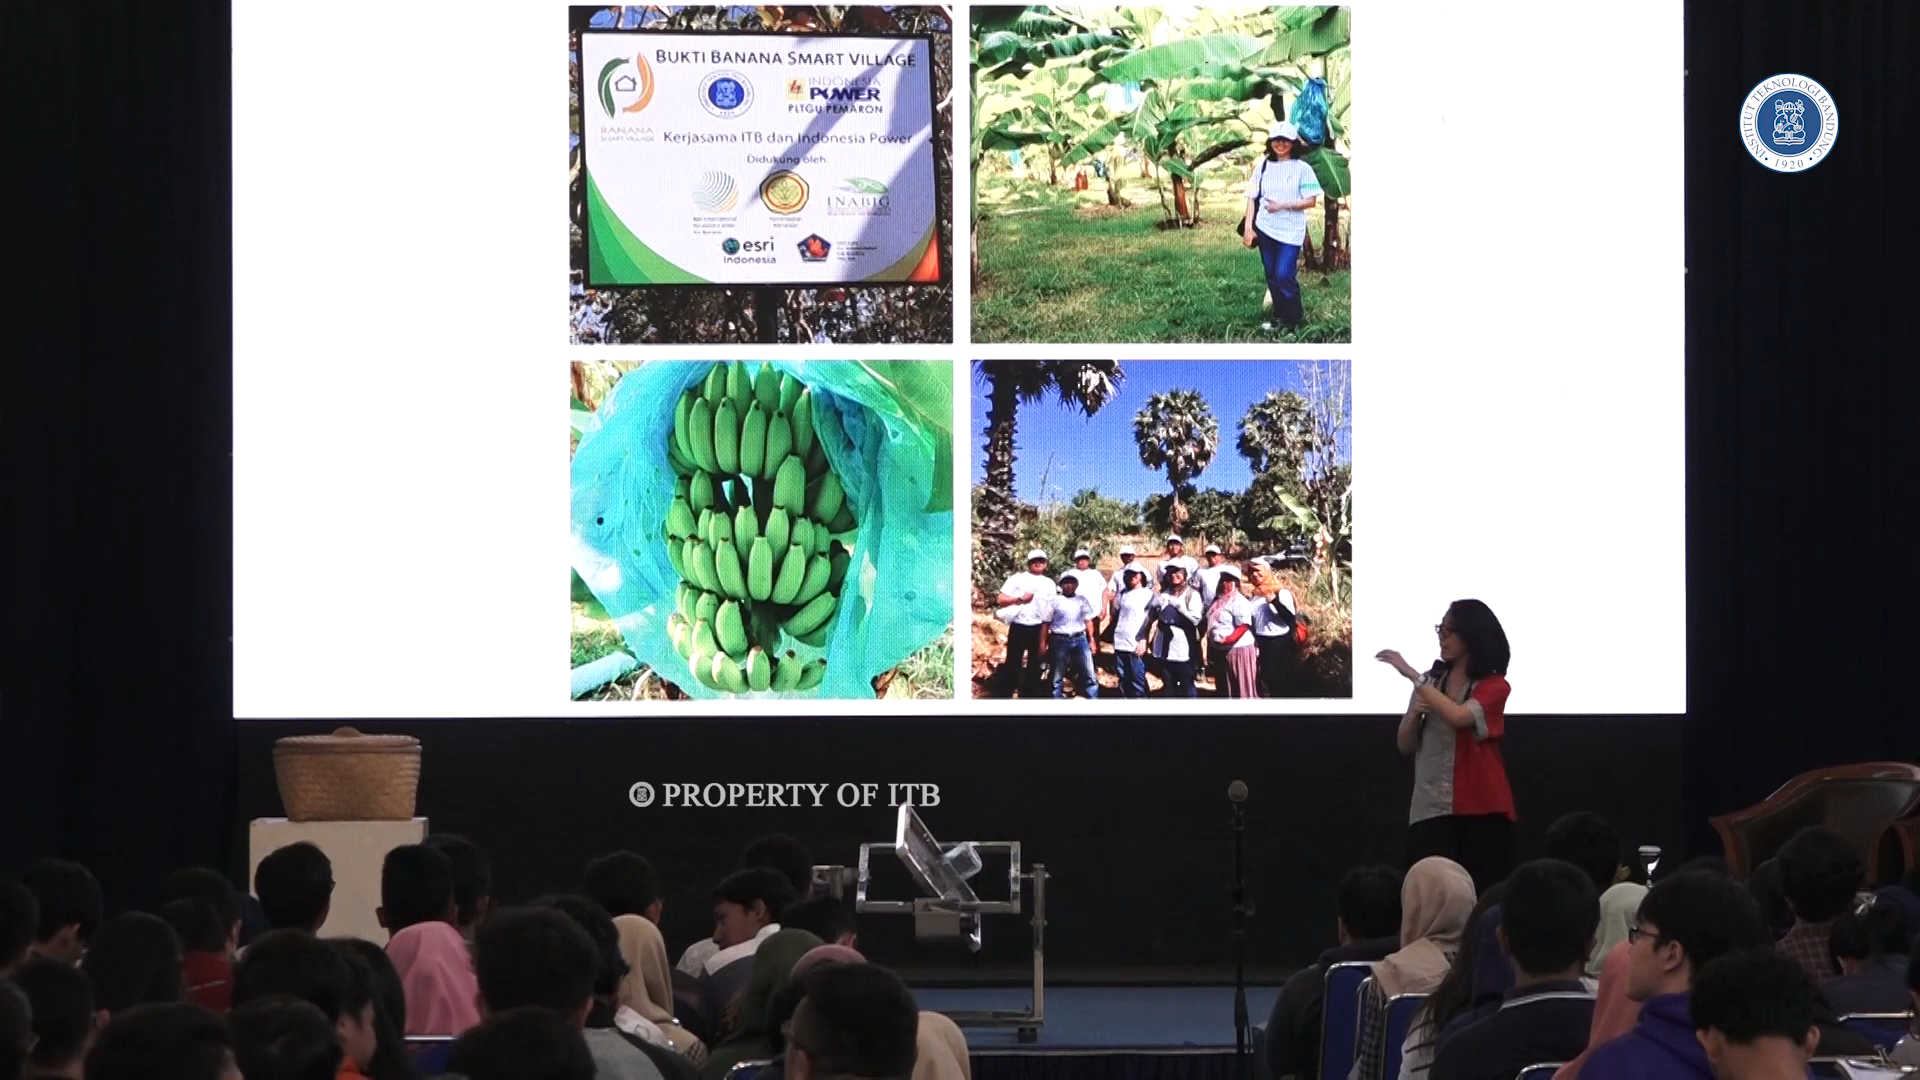 BUKTI BANANA SMART VILLAGE
BANANA
SMART VILLAGE
INDONESIA
POWER
PLTGU PEMARON
Kerjasama ITB dan Indonesia Power
Didukung oleh
INABIG
esri
Indonesia
INSTITUT TEKNOLOGI BANDUNG
1920
PROPERTY OF ITB